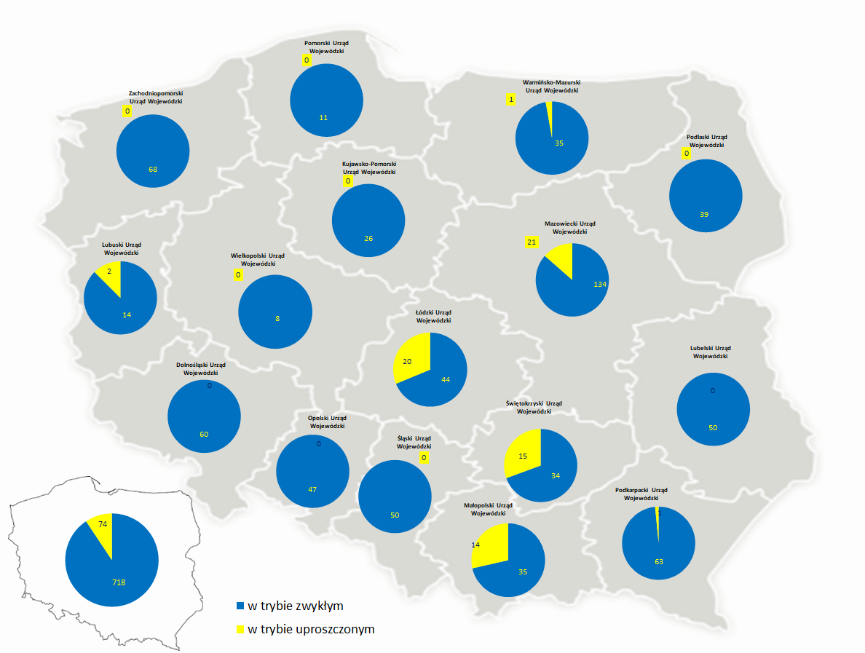 Pomorski Urząd
Wojewódzki
0
11
Zachodniopomorski
Urząd Wojewódzki
0
68
Warmińsko-Mazurski
Urząd Wojewódzki
1
35
Podlaski Urząd
Wojewódzki
0
39
Kujawsko-Pomorski
Urząd Wojewódzki
0
26
Mazowiecki Urząd
Wojewódzki
21
134
Lubuski Urząd
Wojewódzki
2
14
Wielkopolski Urząd
Wojewódzki
0
8
Łódzki Urząd
Wojewódzki
20
44
Lubelski Urząd
Wojewódzki
0
50
Dolnośląski Urząd
Wojewódzki
0
60
Świętokrzyski Urząd
Wojewódzki
15
34
Opolski Urząd
Wojewódzki
0
47
Śląski Urząd
Wojewódzki
0
50
Podkarpacki Urząd
Wojewódzki
1
63
Małopolski Urząd
Wojewódzki
14
35
74
718
w trybie zwykłym
w trybie uproszczonym